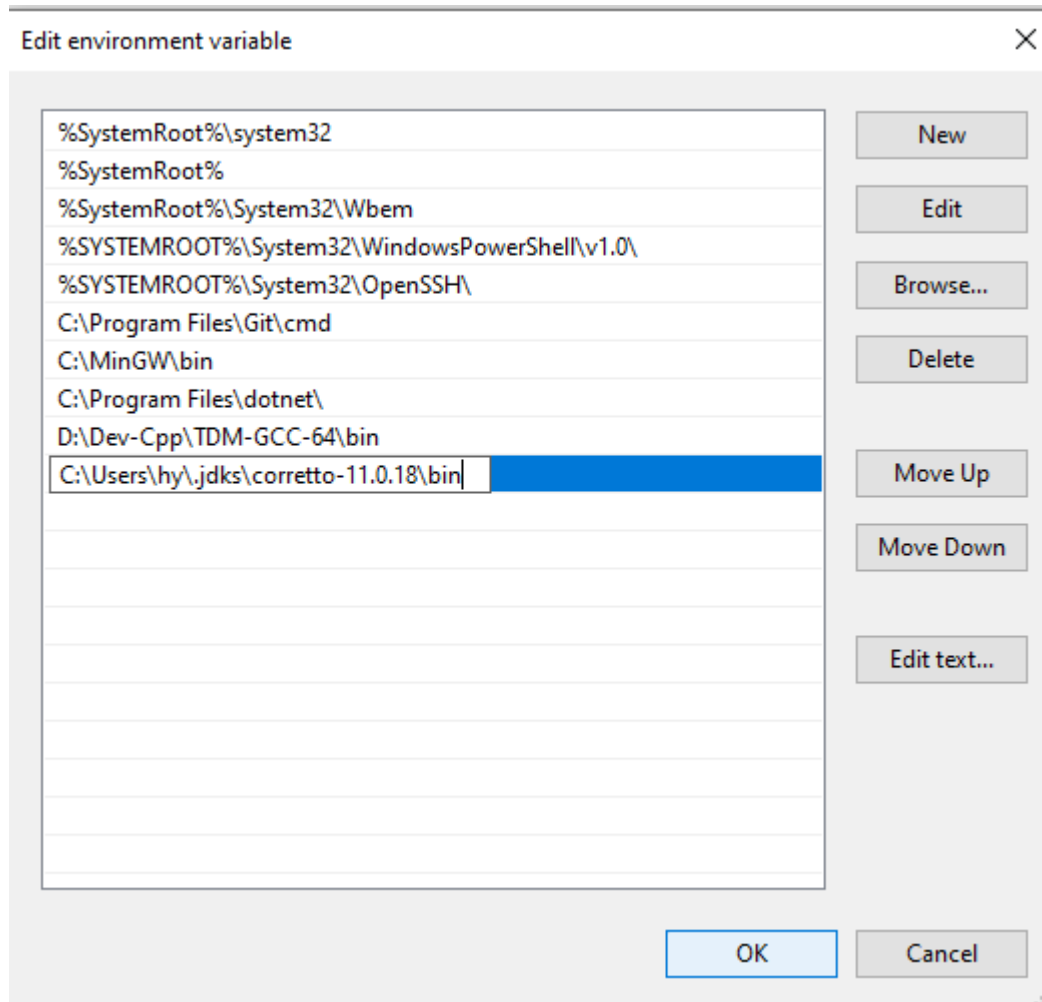 Edit environment variable
%SystemRoot%\system32
%SystemRoot%
%SystemRoot%\System32\Wbem
%SYSTEMROOT%\System32\WindowsPowerShell\v1.0\
%SYSTEMROOT%\System32\OpenSSH\
C:\Program Files\Git\cmd
C:\MinGW\bin
C:\Program Files\dotnet\
D:\Dev-Cpp\TDM-GCC-64\bin
C:\Users\hy\.jdks\corretto-11.0.18\bin
New
Edit
Browse...
Delete
Move Up
Move Down
Edit text...
OK
Cancel